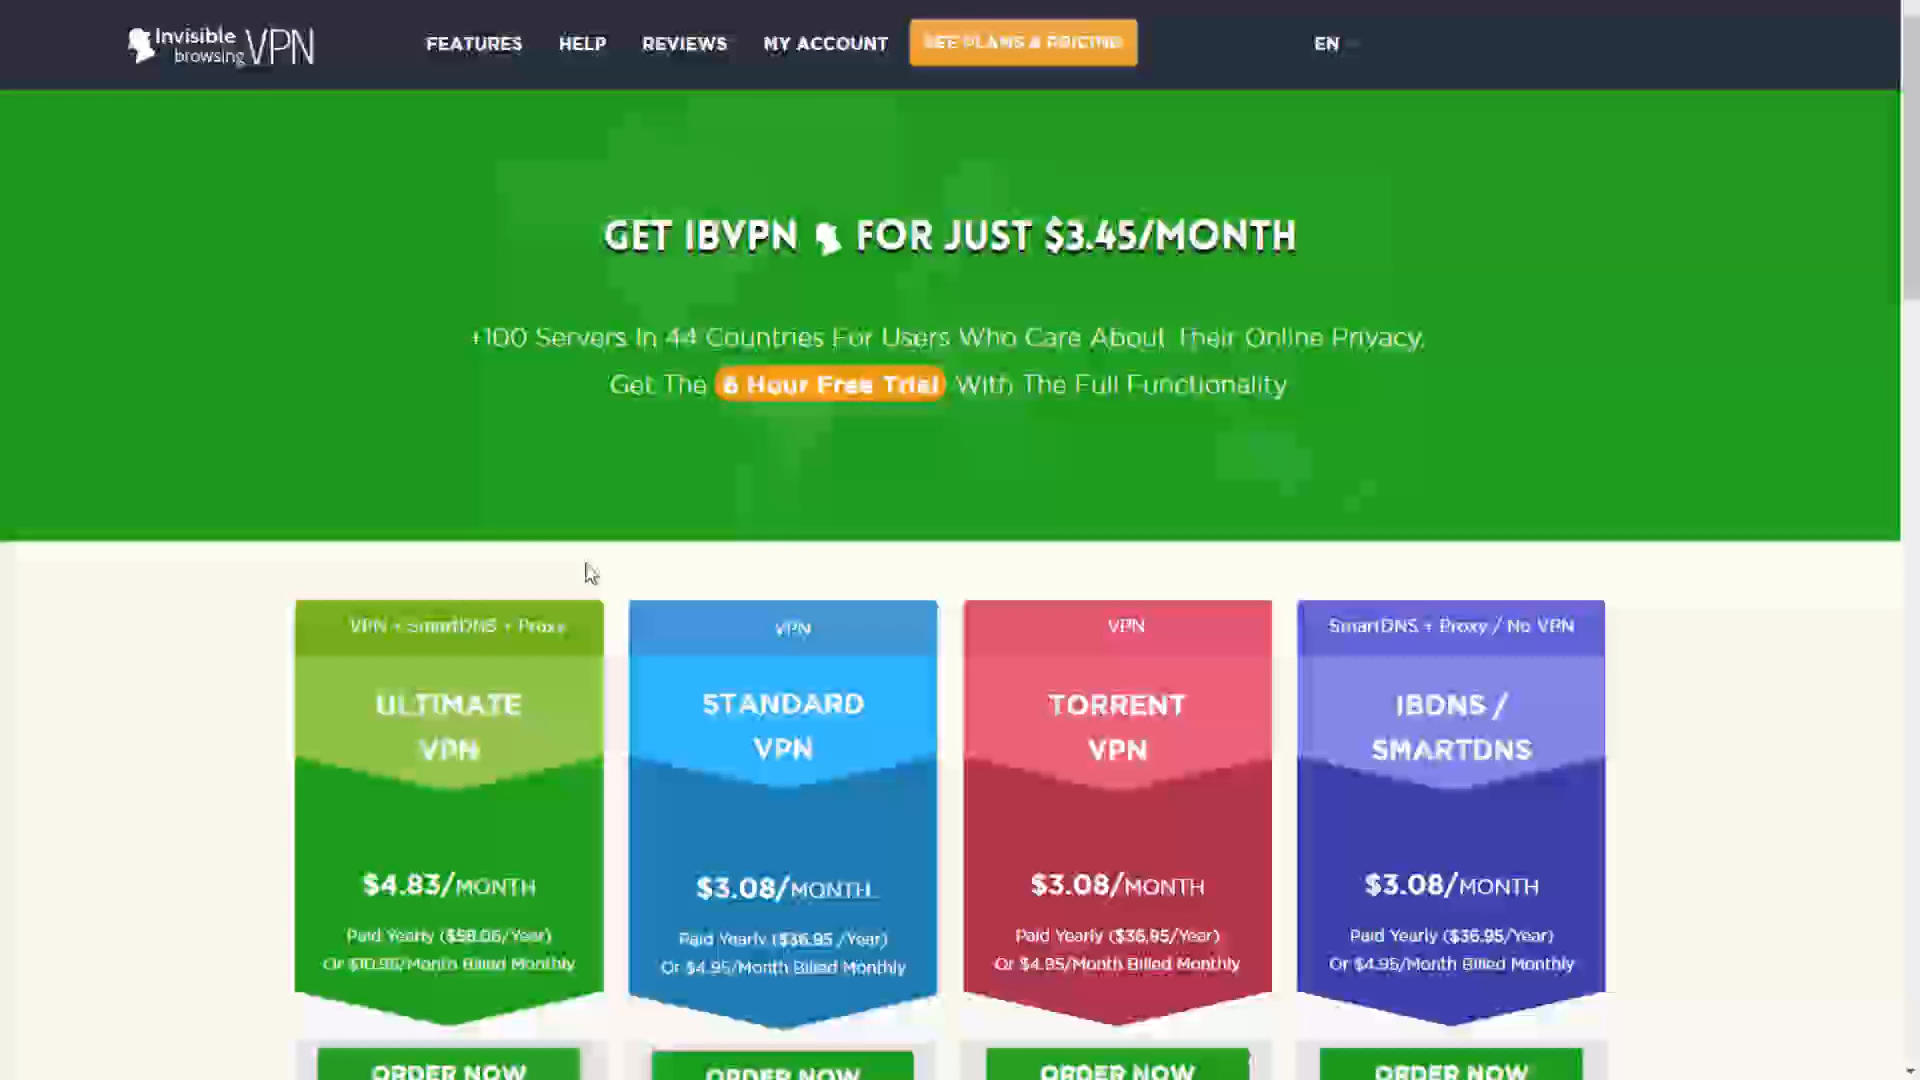 Invisible
browsing VPN
FEATURES
HELP
REVIEWS
MY ACCOUNT
SEE PLANS & PRICING
EN
GET IBVPN FOR JUST $3.45/MONTH
+100 Servers In 44 Countries For Users Who Care About Their Online Privacy.
Get The 6 Hour Free Trial With The Full Functionality
VPN + SmartDNS + Proxy
ULTIMATE
VPN
$4.83/MONTH
Paid Yearly ($58.06/Year)
Or $10.95/Month Billed Monthly
ORDER NOW
VPN
STANDARD
VPN
$3.08/MONTH
Paid Yearly ($36.95 /Year)
Or $4.95/Month Billed Monthly
ORDER NOW
VPN
TORRENT
VPN
$3.08/MONTH
Paid Yearly ($36.95/Year)
Or $4.95/Month Billed Monthly
ORDER NOW
SmartDNS + Proxy / No VPN
IBDNS /
SMARTDNS
$3.08/MONTH
Paid Yearly ($36.95/Year)
Or $4.95/Month Billed Monthly
ORDER NOW